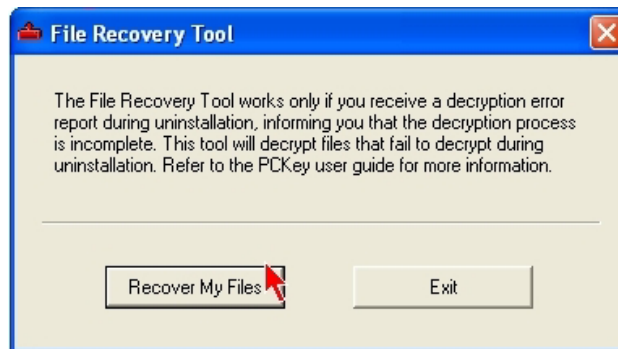 File Recovery Tool
The File Recovery Tool works only if you receive a decryption error
report during uninstallation, informing you that the decryption process
is incomplete. This tool will decrypt files that fail to decrypt during
uninstallation. Refer to the PCKey user guide for more information.
Recover My Files
Exit